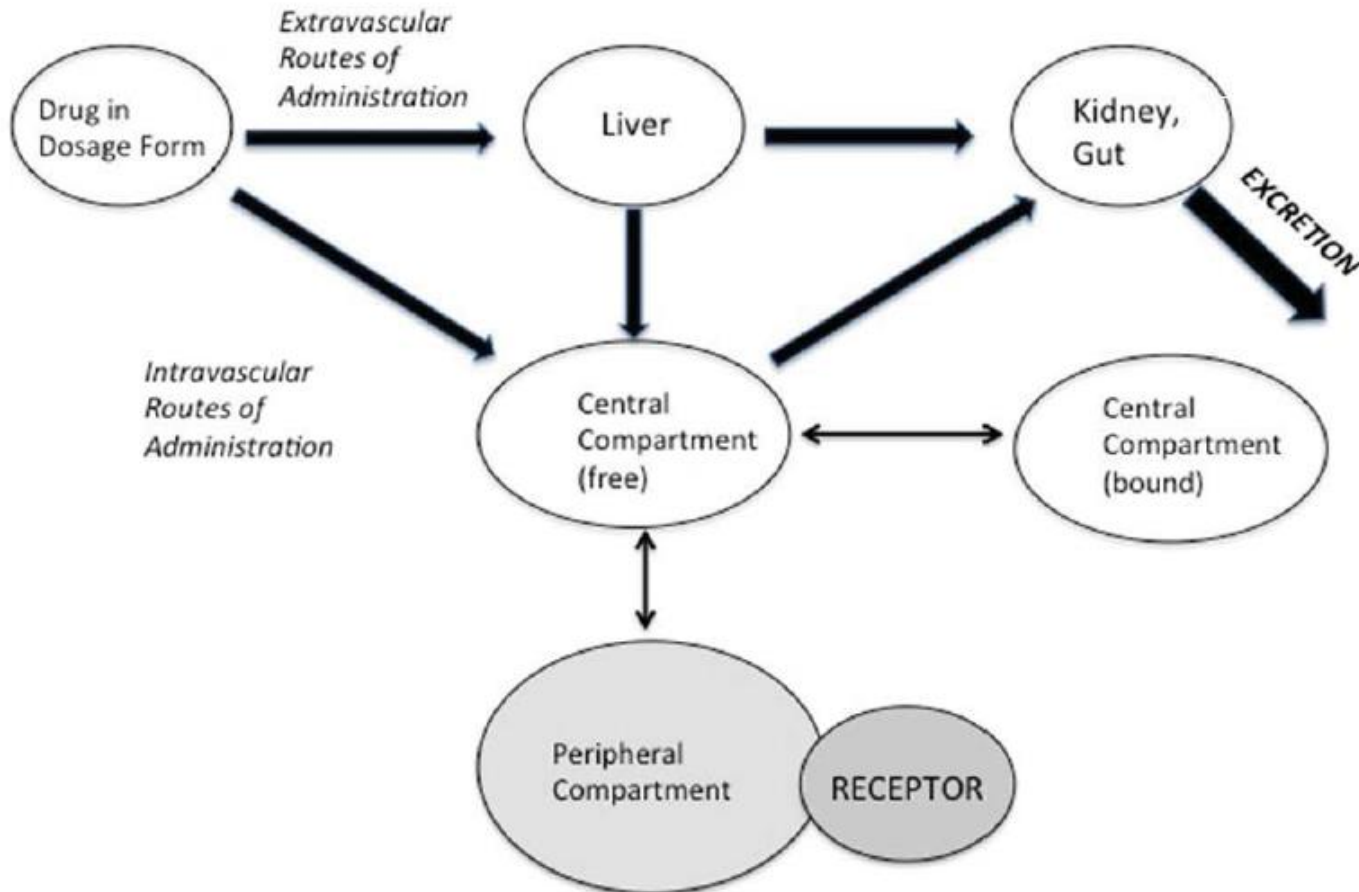 Extravascular
Routes of
Administration
Drug in
Dosage Form
Liver
Kidney,
Gut
EXCRETION
Intravascular
Routes of
Administration
Central
Compartment
(free)
Central
Compartment
(bound)
Peripheral
Compartment
RECEPTOR